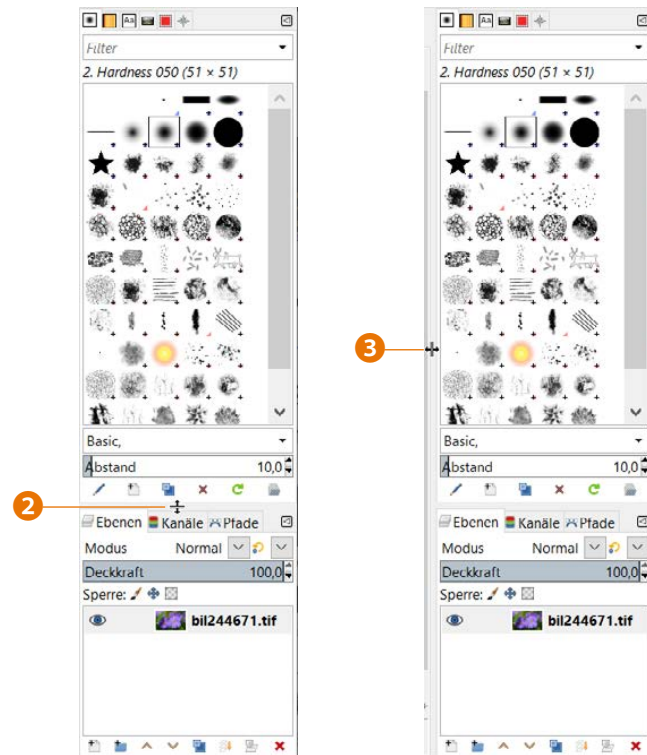 Aa
Filter
2. Hardness 050 (51 × 51)
Basic,
Abstand 10,0
2
Ebenen Kanäle Pfade
Modus Normal
Deckkraft 100,0
Sperre:
bil244671.tif
Aa
Filter
2. Hardness 050 (51 × 51)
3
Basic,
Abstand 10,0
Ebenen Kanäle Pfade
Modus Normal
Deckkraft 100,0
Sperre:
bil244671.tif